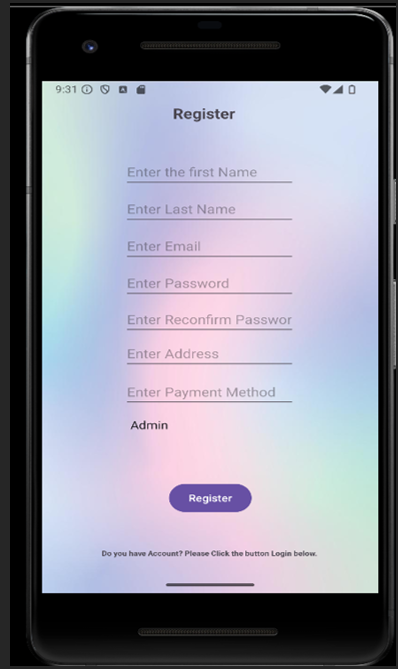 9:31
Register
Enter the first Name
Enter Last Name
Enter Email
Enter Password
Enter Reconfirm Passwor
Enter Address
Enter Payment Method
Admin
Register
Do you have Account? Please Click the button Login below.